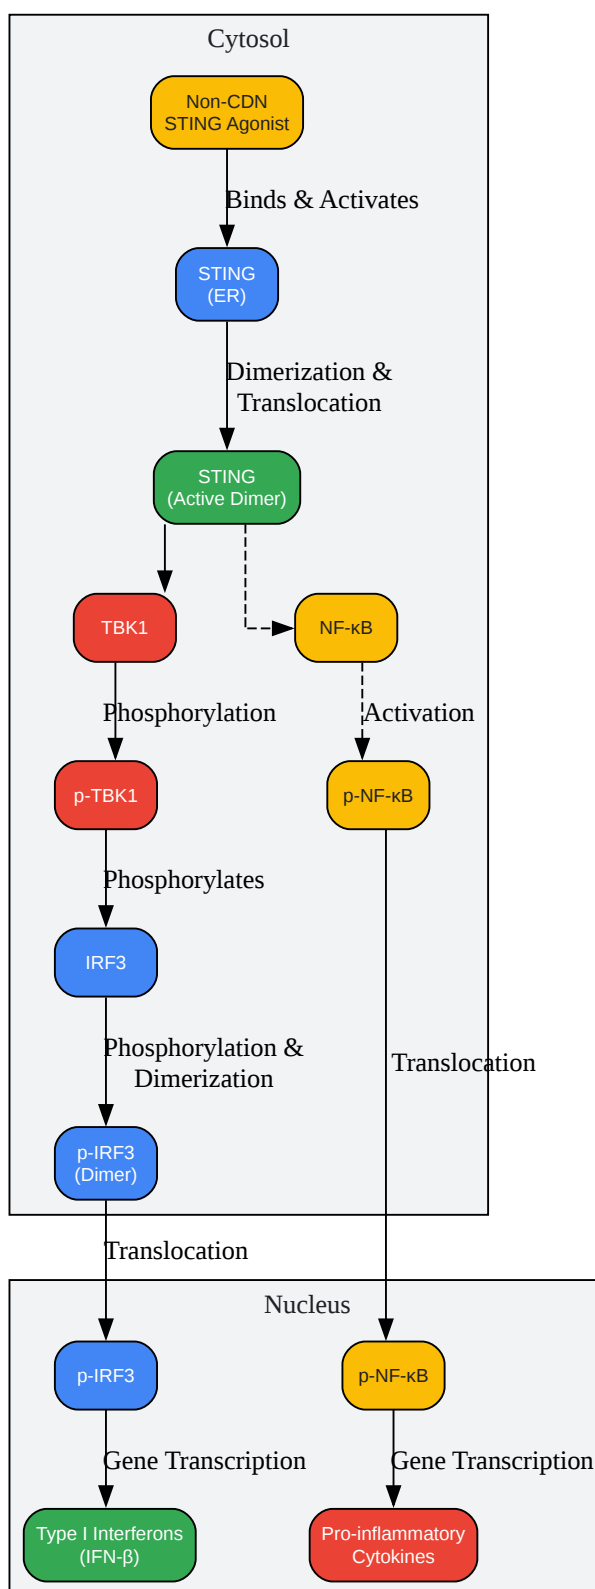 Cytosol
Non-CDN
STING Agonist
Binds & Activates
STING
(ER)
Dimerization &
Translocation
STING
(Active Dimer)
TBK1
NF-κB
Phosphorylation
Activation
p-TBK1
p-NF-κB
Phosphorylates
IRF3
Phosphorylation &
Dimerization
Translocation
p-IRF3
(Dimer)
Translocation
Nucleus
p-IRF3
p-NF-κB
Gene Transcription
Gene Transcription
Type I Interferons
(IFN-β)
Pro-inflammatory
Cytokines